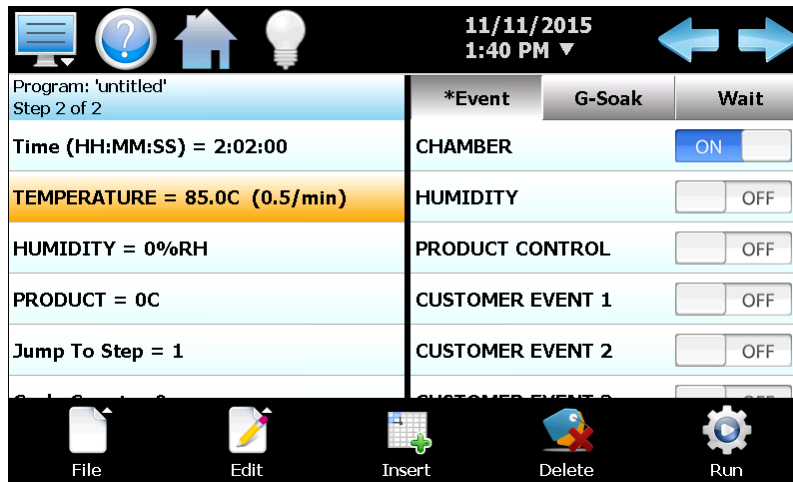 11/11/2015
1:40 PM ▼
Program: 'untitled'
Step 2 of 2
*Event
G-Soak
Wait
Time (HH:MM:SS) = 2:02:00
CHAMBER
ON
TEMPERATURE = 85.0C (0.5/min)
HUMIDITY
OFF
HUMIDITY = 0%RH
PRODUCT CONTROL
OFF
PRODUCT = 0C
CUSTOMER EVENT 1
OFF
Jump To Step = 1
CUSTOMER EVENT 2
OFF
File
Edit
Insert
Delete
Run